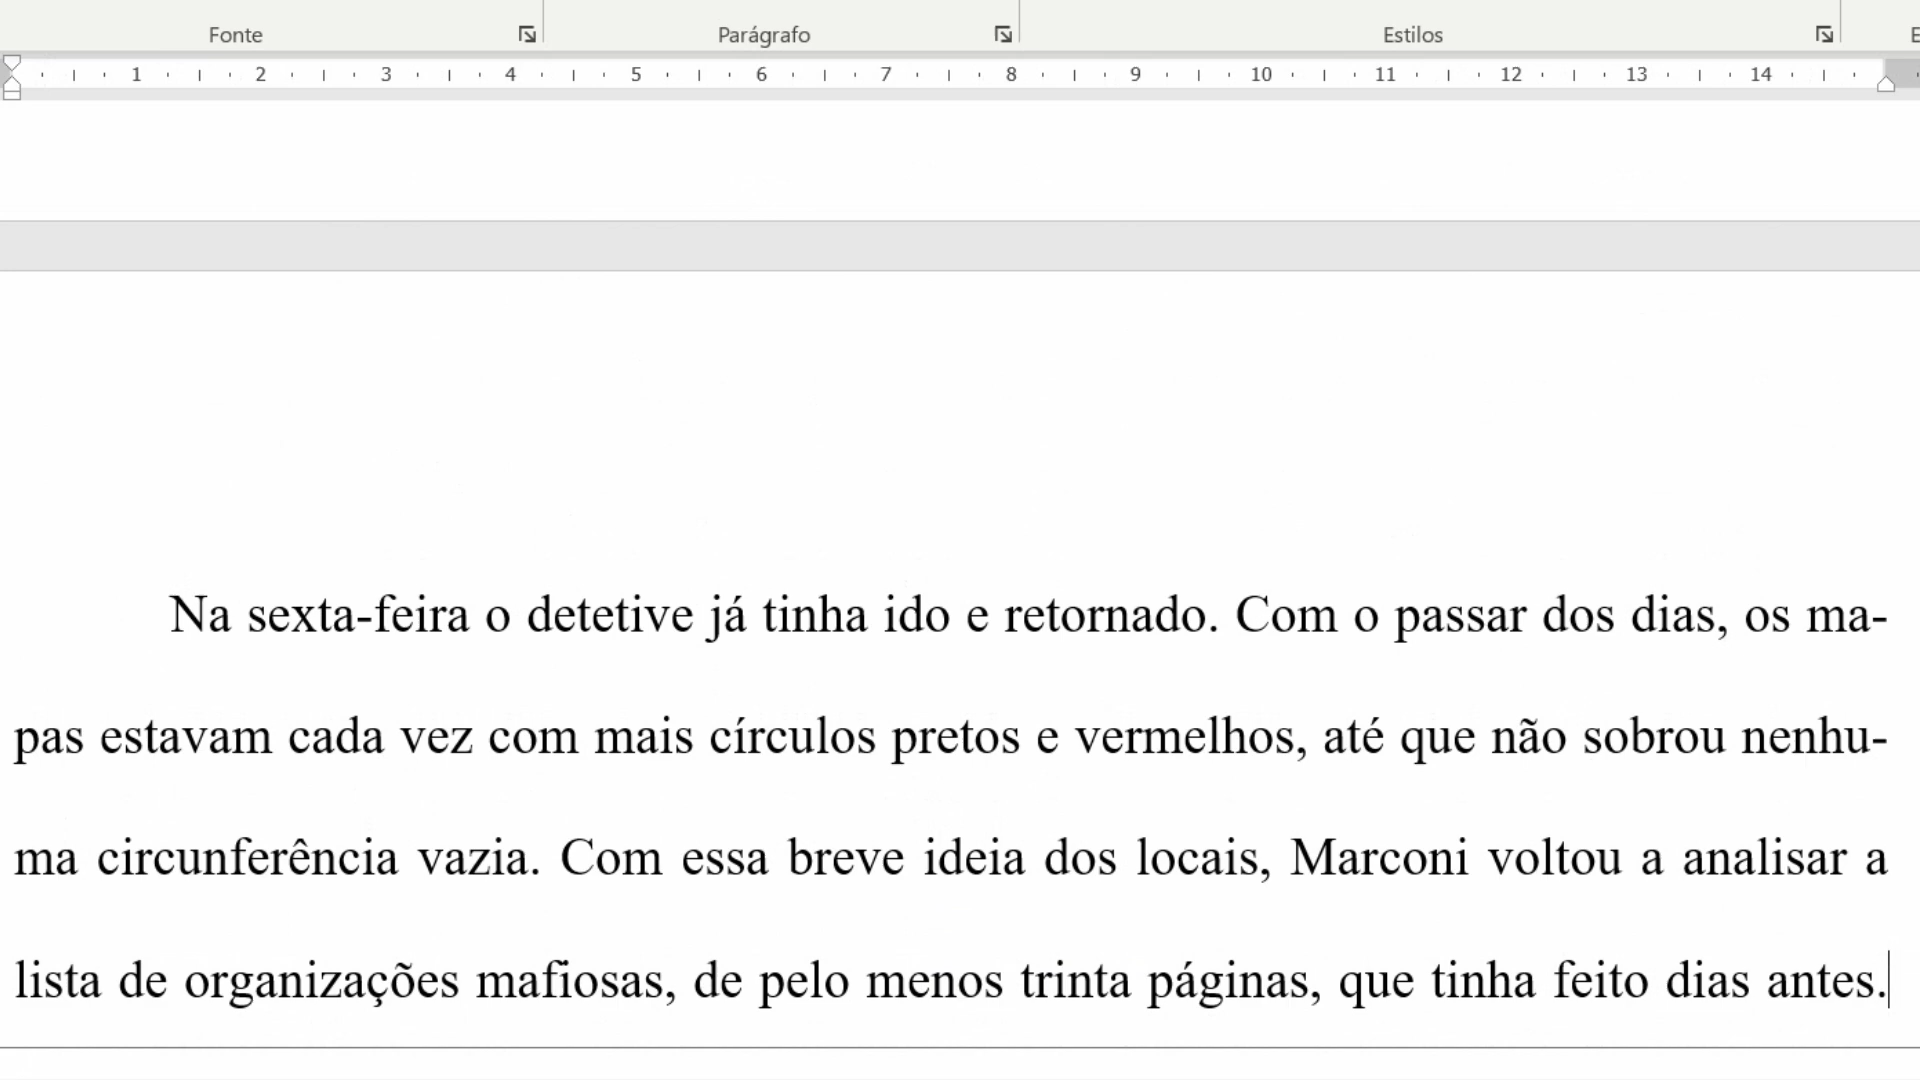 Fonte Parágrafo Estilos E
1 2 3 4 5 6 7 8 9 10 11 12 13 14
Na sexta-feira o detetive já tinha ido e retornado. Com o passar dos dias, os ma-
pas estavam cada vez com mais círculos pretos e vermelhos, até que não sobrou nenhu-
ma circunferência vazia. Com essa breve ideia dos locais, Marconi voltou a analisar a
lista de organizações mafiosas, de pelo menos trinta páginas, que tinha feito dias antes.